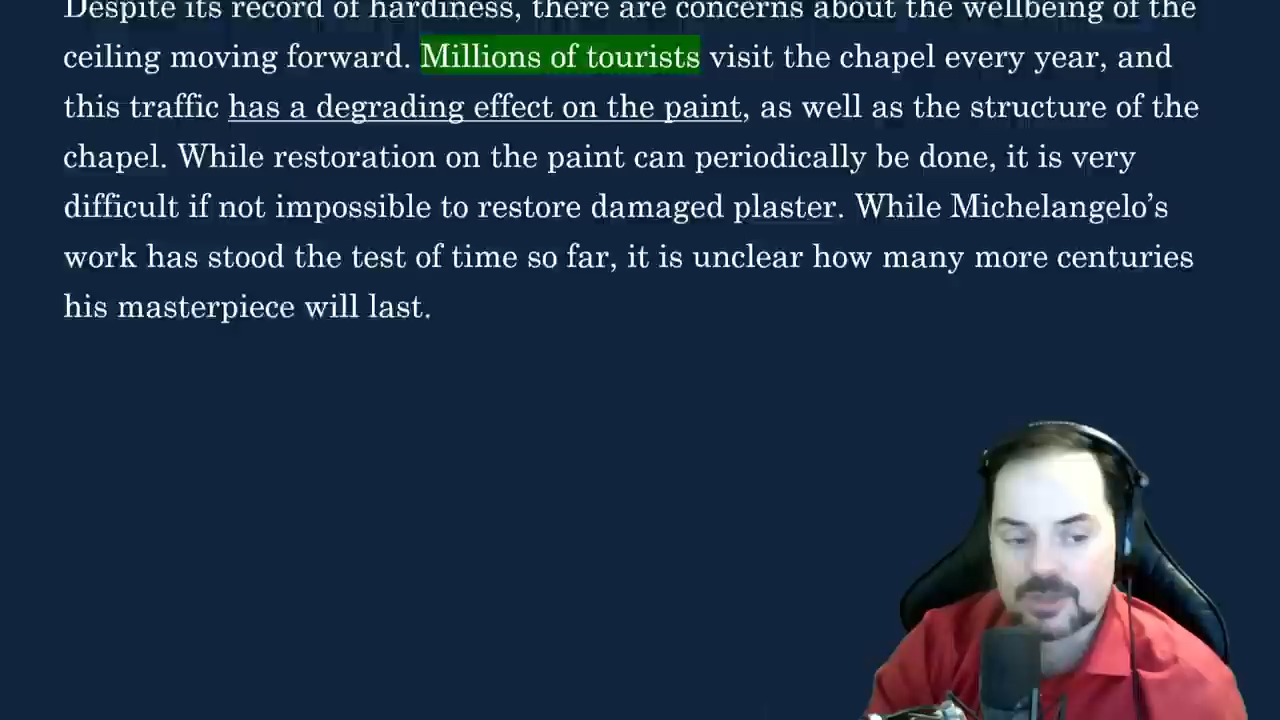 Despite its record of hardiness, there are concerns about the wellbeing of the
ceiling moving forward. Millions of tourists visit the chapel every year, and
this traffic has a degrading effect on the paint, as well as the structure of the
chapel. While restoration on the paint can periodically be done, it is very
difficult if not impossible to restore damaged plaster. While Michelangelo’s
work has stood the test of time so far, it is unclear how many more centuries
his masterpiece will last.